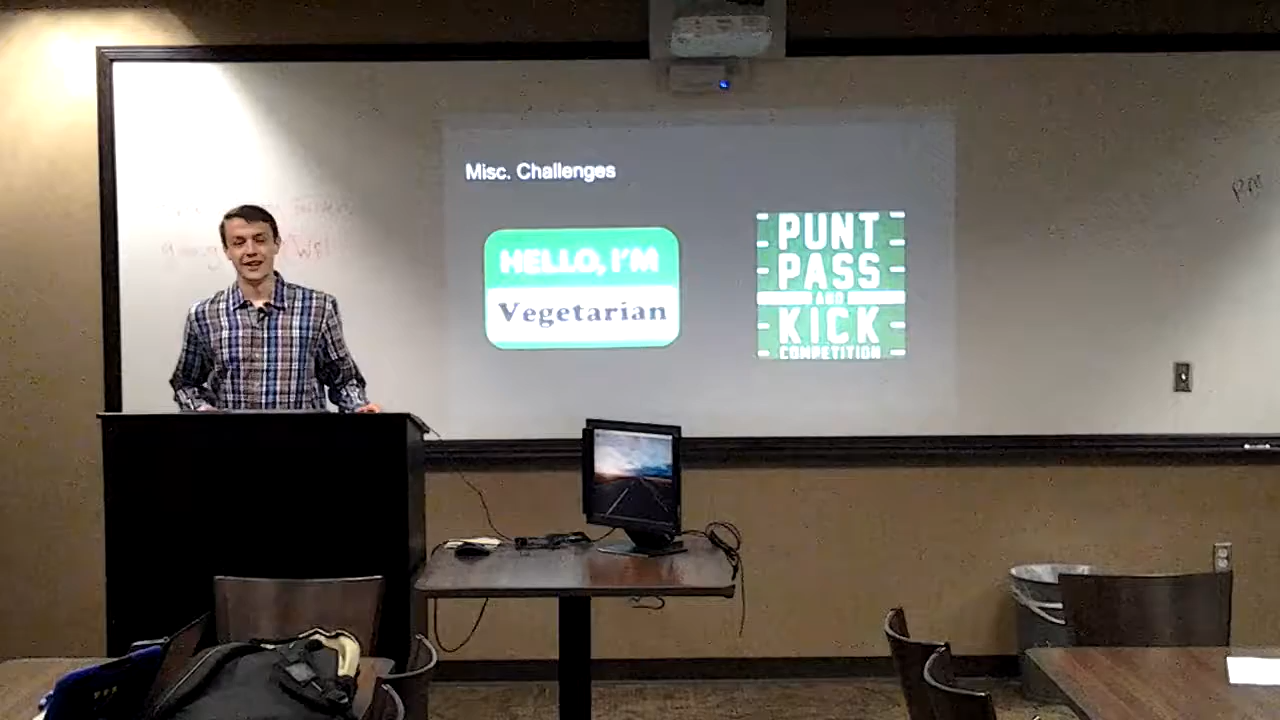 Misc. Challenges
HELLO, I'M
Vegetarian
PUNT
PASS
AND
KICK
COMPETITION